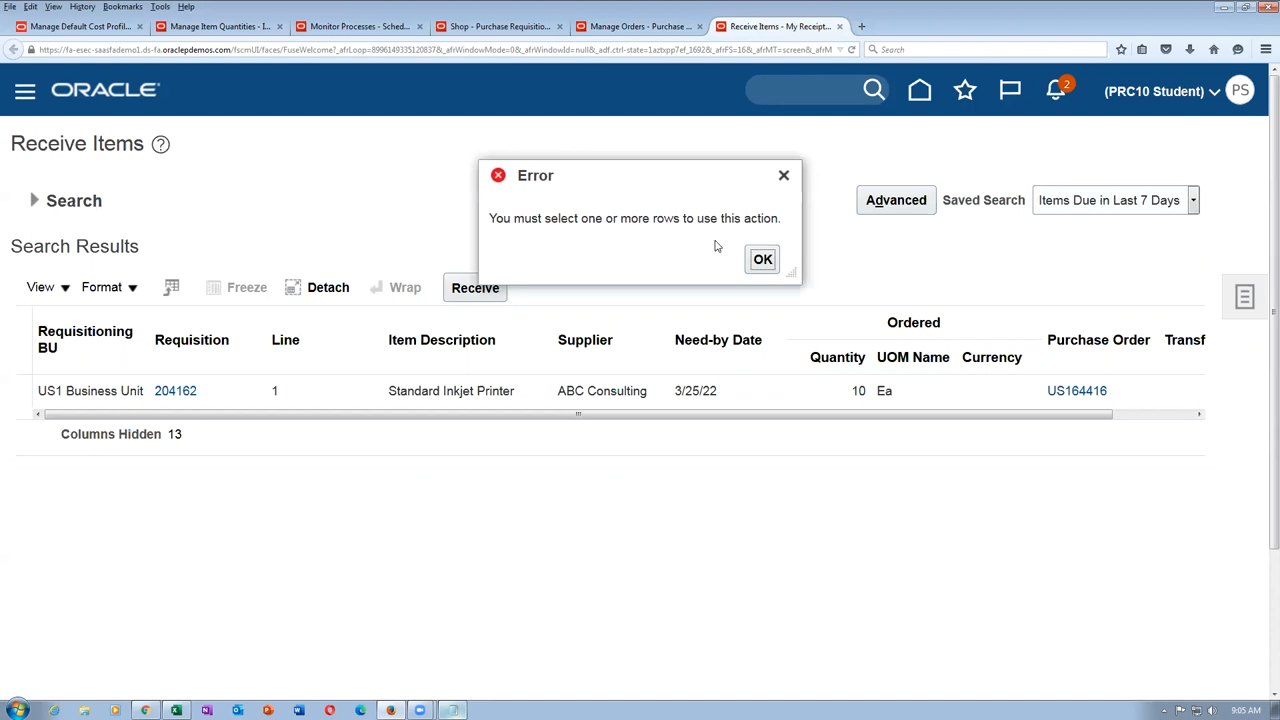 File Edit View History Bookmarks Tools Help
Manage Default Cost Profil... × Manage Item Quantities - I... × Monitor Processes - Sched... × Shop - Purchase Requisitio... × Manage Orders - Purchase ... × Receive Items - My Receipt... × +
Search
ORACLE
2
(PRC10 Student) PS
Receive Items ?
Error
Search
You must select one or more rows to use this action.
OK
Advanced Saved Search Items Due in Last 7 Days
Search Results
View Format Freeze Detach Wrap Receive
Requisitioning BU Requisition Line Item Description Supplier Need-by Date Ordered Quantity UOM Name Currency Purchase Order Transf
US1 Business Unit 204162 1 Standard Inkjet Printer ABC Consulting 3/25/22 10 Ea US164416
Columns Hidden 13
9:05 AM